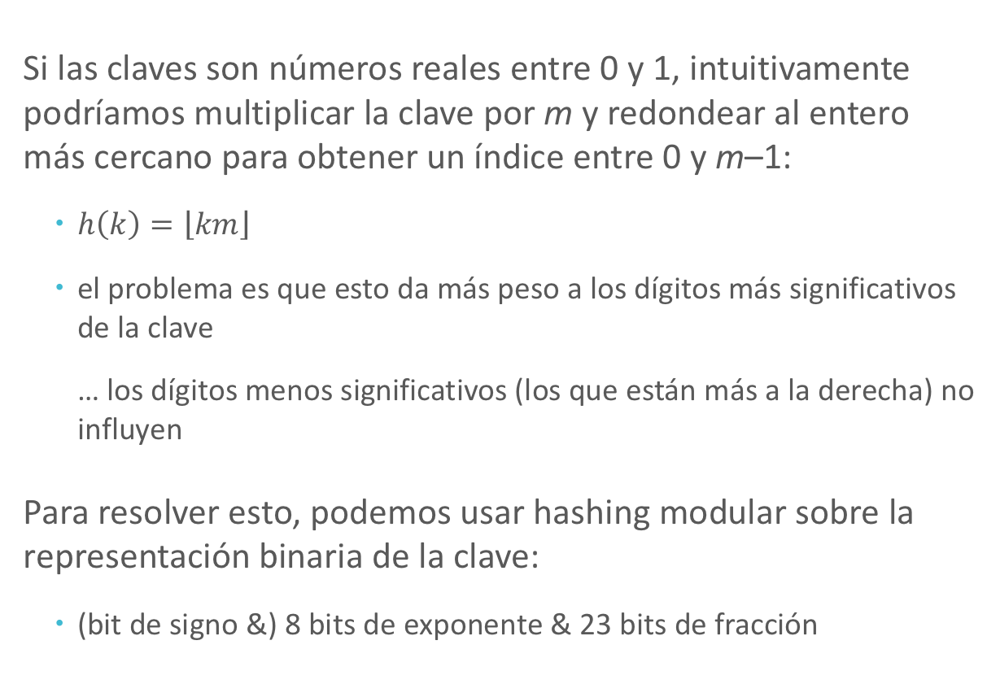 Si las claves son números reales entre 0 y 1, intuitivamente
podríamos multiplicar la clave por m y redondear al entero
más cercano para obtener un índice entre 0 y m–1:
• h(k) = ⌊km⌋
• el problema es que esto da más peso a los dígitos más significativos
de la clave
… los dígitos menos significativos (los que están más a la derecha) no
influyen
Para resolver esto, podemos usar hashing modular sobre la
representación binaria de la clave:
• (bit de signo &) 8 bits de exponente & 23 bits de fracción